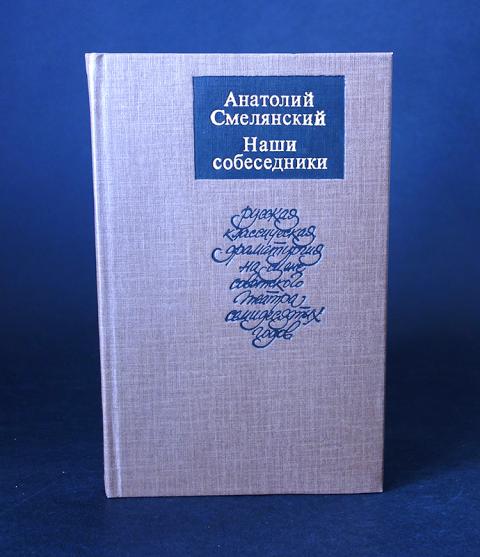 Анатолий
Смелянский
Наши
собеседники
русская
классическая
драматургия
на сцене
советского
театра
семидесятых
годов